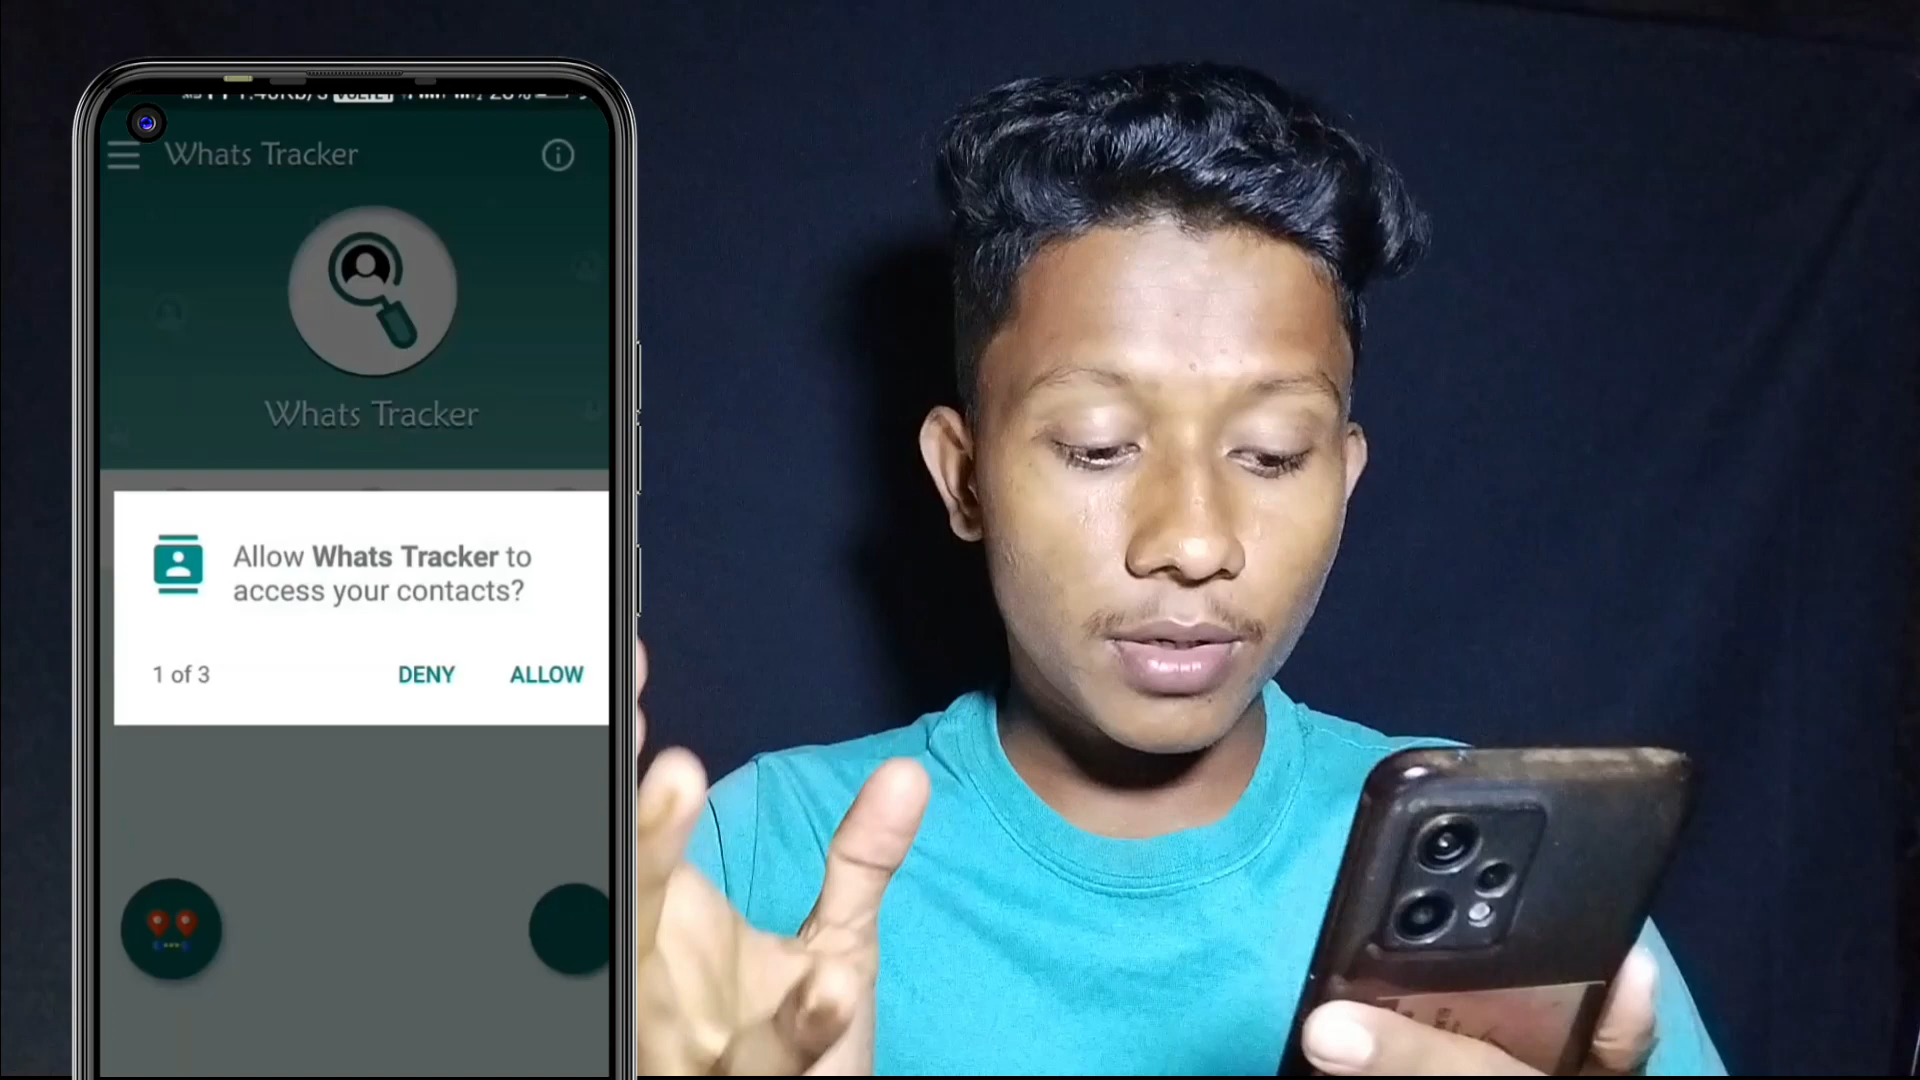 Whats Tracker
Whats Tracker
Allow Whats Tracker to
access your contacts?
1 of 3
DENY
ALLOW